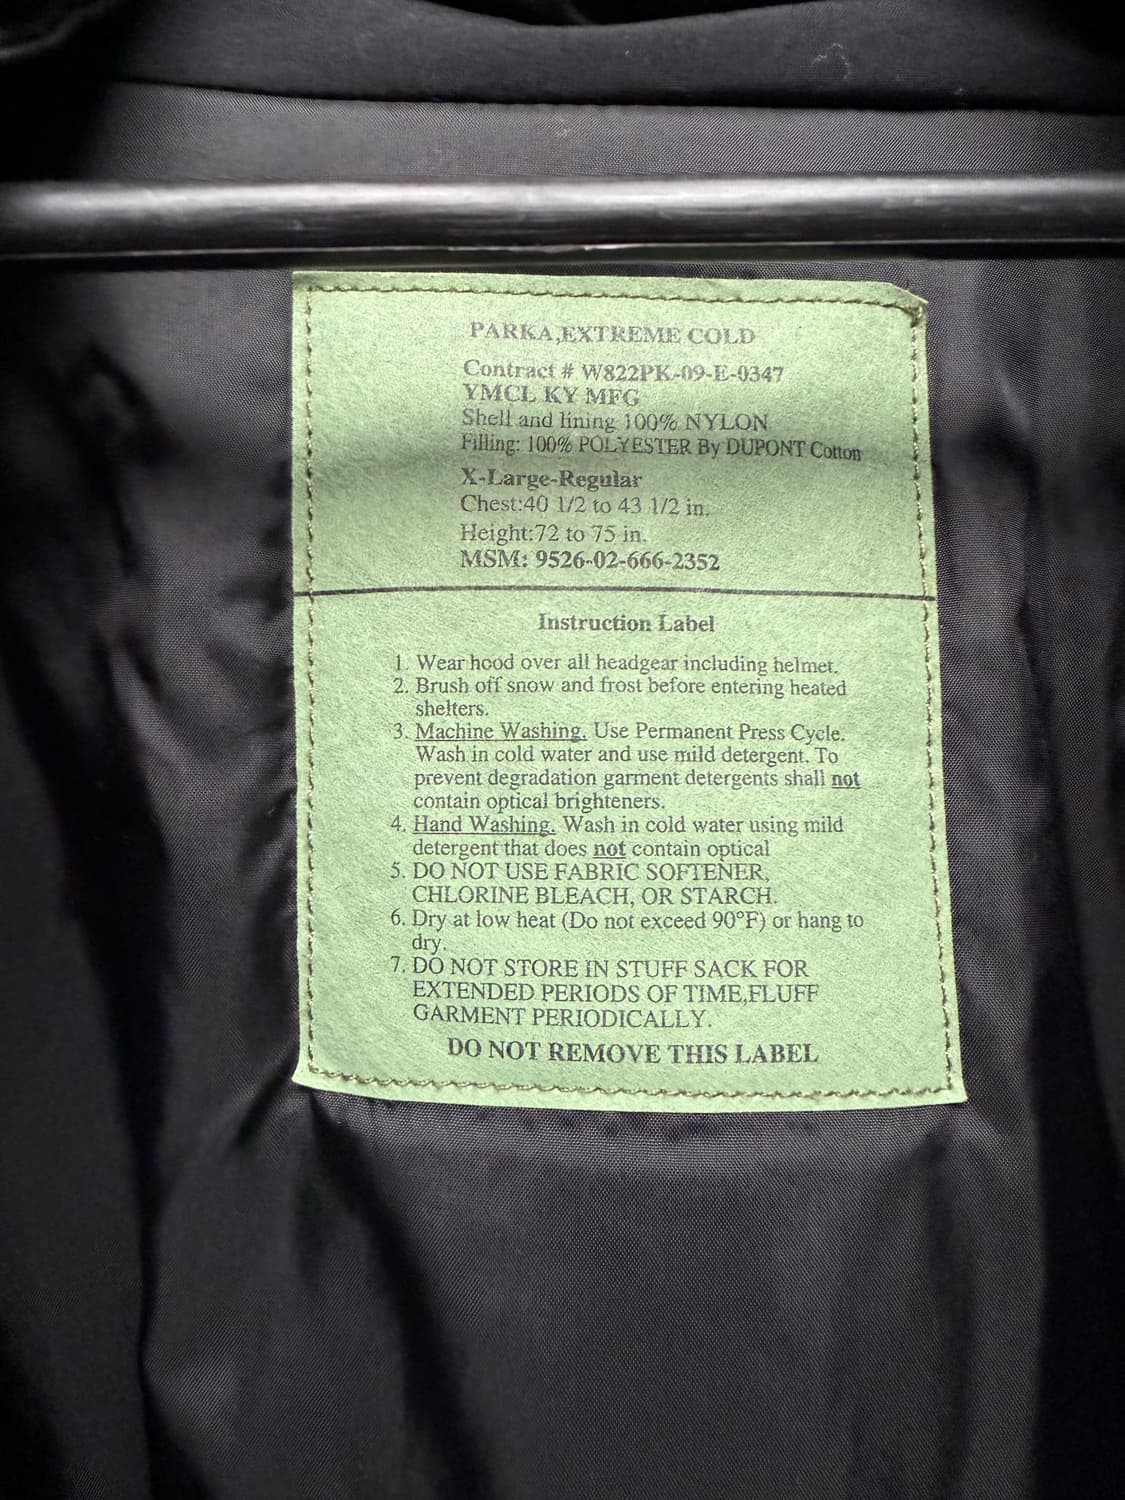 PARKA,EXTREME COLD
Contract # W822PK-09-E-0347
YMCL KY MFG
Shell and lining 100% NYLON
Filling: 100% POLYESTER By DUPONT Cotton
X-Large-Regular
Chest:40 1/2 to 43 1/2 in.
Height:72 to 75 in.
MSM: 9526-02-666-2352
Instruction Label
1. Wear hood over all headgear including helmet.
2. Brush off snow and frost before entering heated
shelters.
3. Machine Washing. Use Permanent Press Cycle.
Wash in cold water and use mild detergent. To
prevent degradation garment detergents shall not
contain optical brighteners.
4. Hand Washing. Wash in cold water using mild
detergent that does not contain optical
5. DO NOT USE FABRIC SOFTENER,
CHLORINE BLEACH, OR STARCH.
6. Dry at low heat (Do not exceed 90°F) or hang to
dry.
7. DO NOT STORE IN STUFF SACK FOR
EXTENDED PERIODS OF TIME,FLUFF
GARMENT PERIODICALLY.
DO NOT REMOVE THIS LABEL